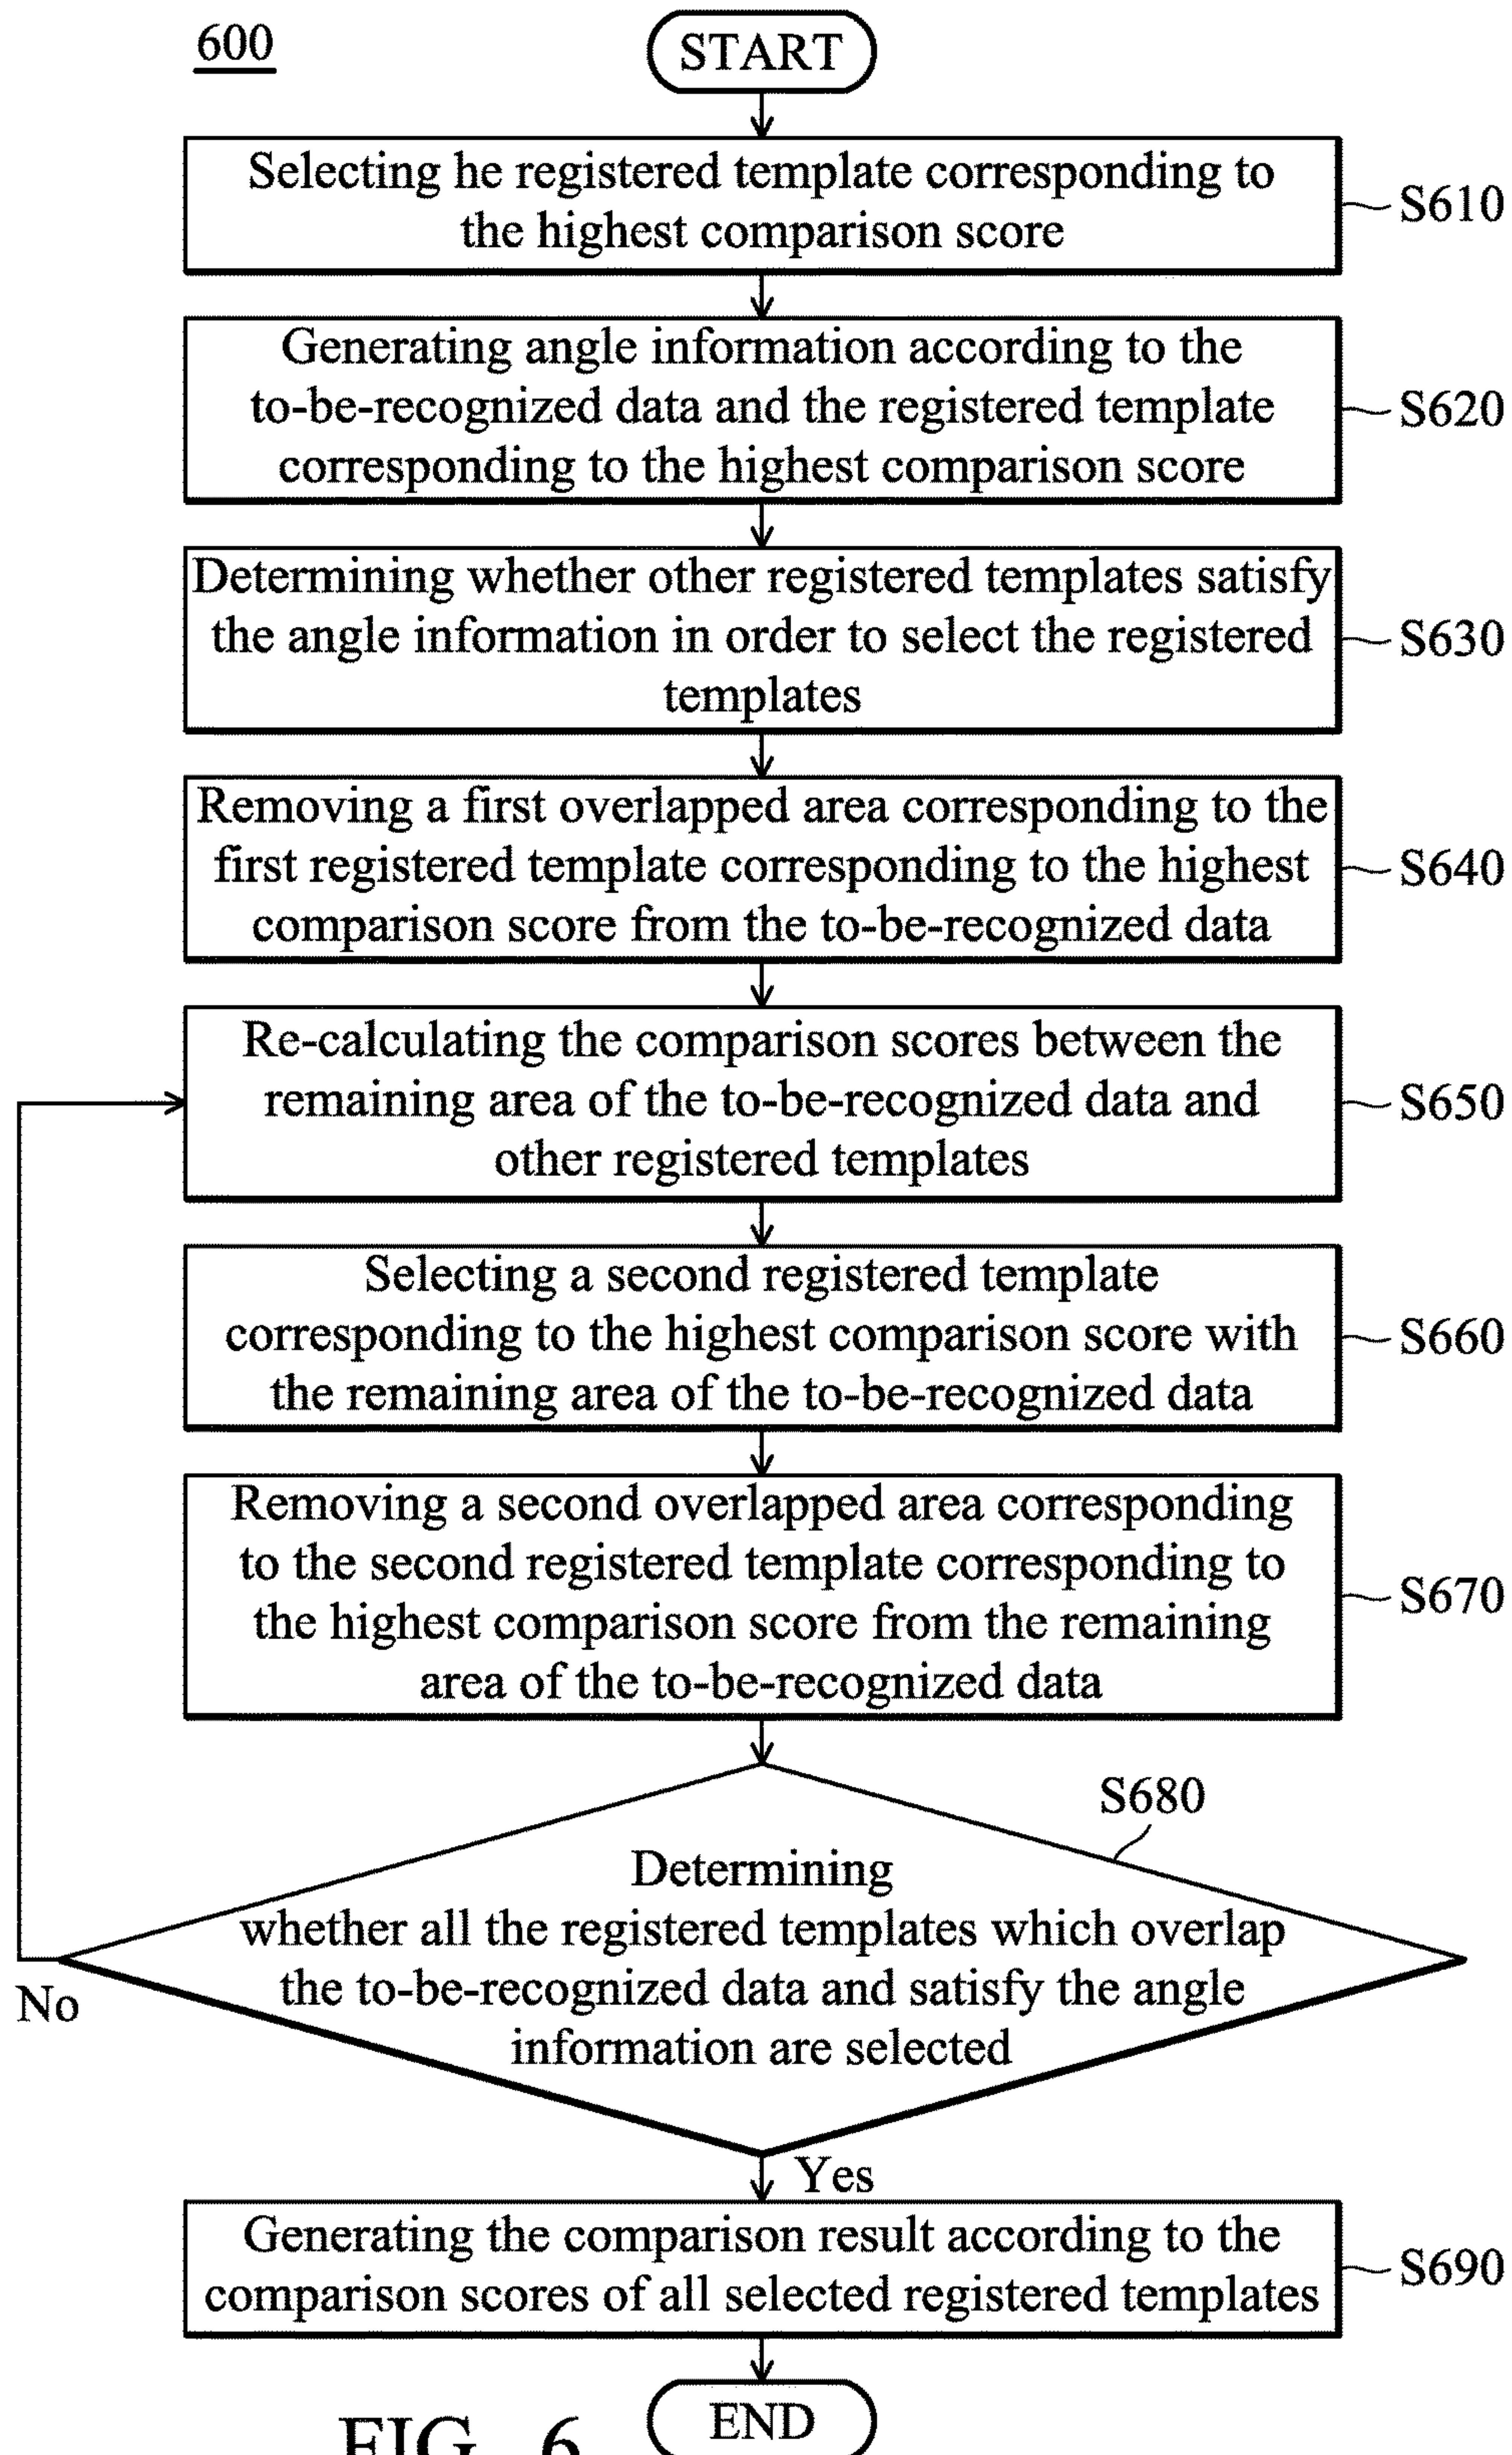 600
START
Selecting he registered template corresponding to
the highest comparison score
S610
Generating angle information according to the
to-be-recognized data and the registered template
corresponding to the highest comparison score
S620
Determining whether other registered templates satisfy
the angle information in order to select the registered
templates
S630
Removing a first overlapped area corresponding to the
first registered template corresponding to the highest
comparison score from the to-be-recognized data
S640
Re-calculating the comparison scores between the
remaining area of the to-be-recognized data and
other registered templates
S650
Selecting a second registered template
corresponding to the highest comparison score with
the remaining area of the to-be-recognized data
S660
Removing a second overlapped area corresponding
to the second registered template corresponding to
the highest comparison score from the remaining
area of the to-be-recognized data
S670
S680
Determining
whether all the registered templates which overlap
the to-be-recognized data and satisfy the angle
information are selected
No
Yes
Generating the comparison result according to the
comparison scores of all selected registered templates
S690
END
FIG. 6